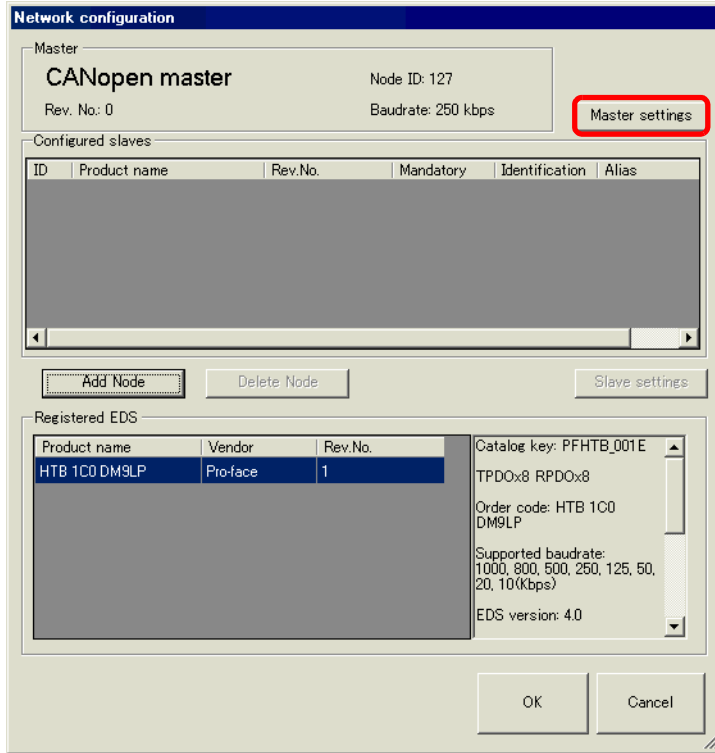 Network configuration
Master
CANopen master
Node ID: 127
Rev. No.: 0
Baudrate: 250 kbps
Master settings
Configured slaves
ID Product name Rev.No. Mandatory Identification Alias
Add Node Delete Node Slave settings
Registered EDS
Product name Vendor Rev.No.
HTB 1C0 DM9LP Pro-face 1
Catalog key: PFHTB_001E
TPDOx8 RPDOx8
Order code: HTB 1C0
DM9LP
Supported baudrate:
1000, 800, 500, 250, 125, 50,
20, 10(Kbps)
EDS version: 4.0
OK Cancel